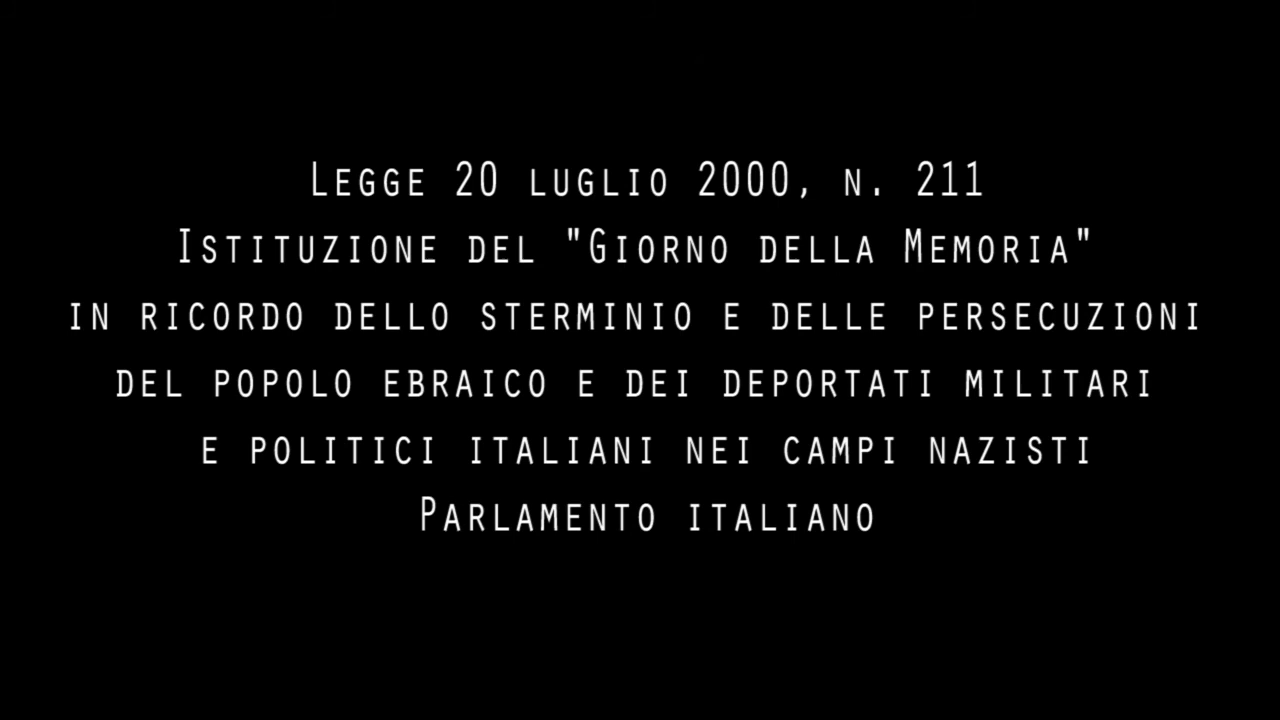 Legge 20 luglio 2000, n. 211
Istituzione del "Giorno della Memoria"
in ricordo dello sterminio e delle persecuzioni
del popolo ebraico e dei deportati militari
e politici italiani nei campi nazisti
Parlamento italiano